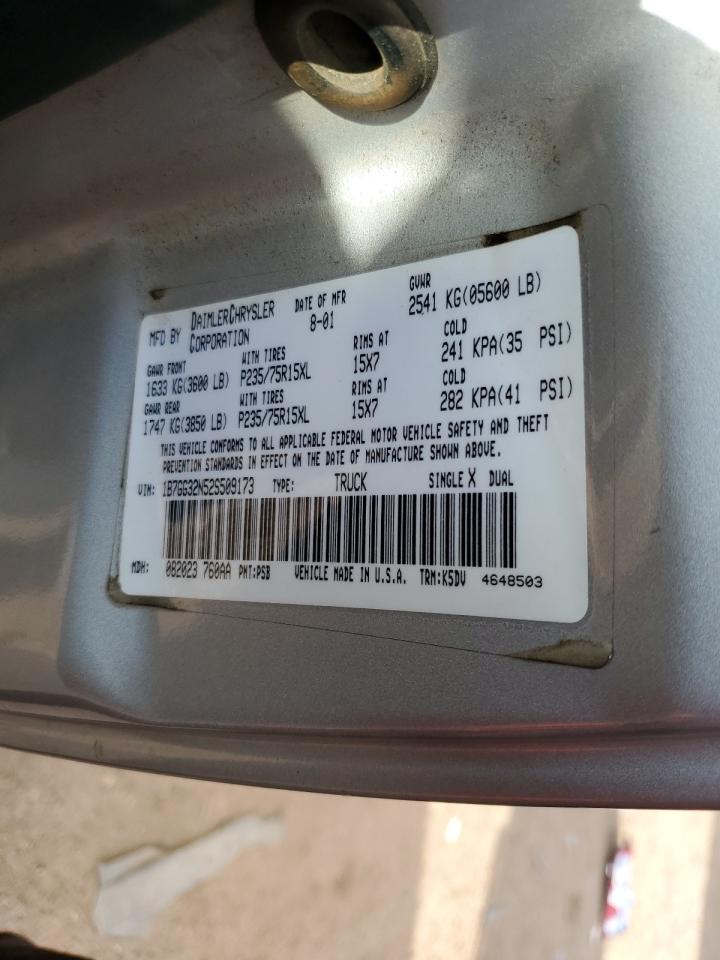 MFD BY DAIMLERCHRYSLER CORPORATION DATE OF MFR 8-01 GVWR 2541 KG(05600 LB)
GAWR FRONT WITH TIRES RIMS AT COLD
1633 KG(3600 LB) P235/75R15XL 15X7 241 KPA(35 PSI)
GAWR REAR WITH TIRES RIMS AT COLD
1747 KG(3850 LB) P235/75R15XL 15X7 282 KPA(41 PSI)
THIS VEHICLE CONFORMS TO ALL APPLICABLE FEDERAL MOTOR VEHICLE SAFETY AND THEFT
PREVENTION STANDARDS IN EFFECT ON THE DATE OF MANUFACTURE SHOWN ABOVE.
VIN: 1B7GG32N52S509173 TYPE: TRUCK SINGLE X DUAL
MDH: 082023 760AA PNT:PSB VEHICLE MADE IN U.S.A. TRM:K5DV 4648503